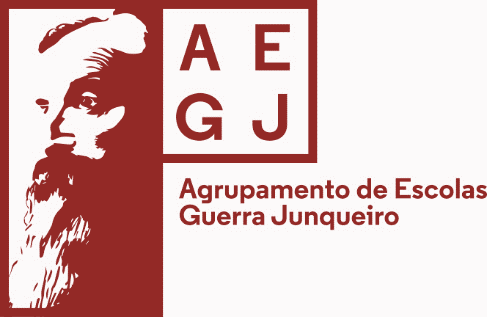 A E
G J
Agrupamento de Escolas
Guerra Junqueiro